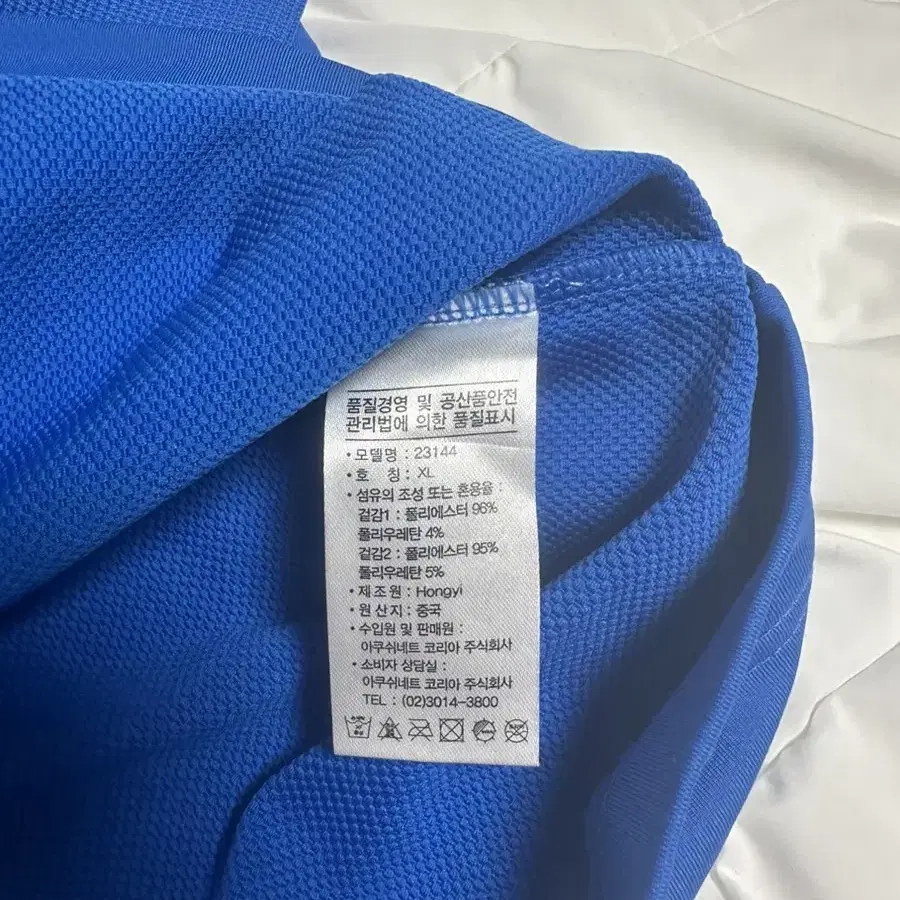 품질경영 및 공산품안전
관리법에 의한 품질표시
• 모델명 : 23144
• 호 칭 : XL
• 섬유의 조성 또는 혼용율 :
겉감1 : 폴리에스터 96%
폴리우레탄 4%
겉감2 : 폴리에스터 95%
폴리우레탄 5%
• 제조원 : Hongyi
• 원산지 : 중국
• 수입원 및 판매원 :
아쿠쉬네트 코리아 주식회사
• 소비자 상담실 :
아쿠쉬네트 코리아 주식회사
TEL : (02)3014-3800